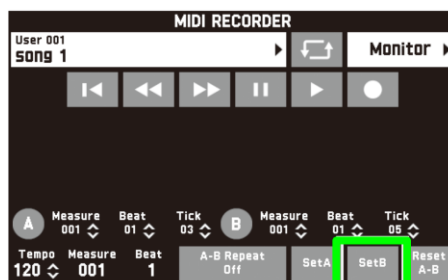 MIDI RECORDER
User 001
song 1
Monitor
A Measure Beat Tick B Measure Beat Tick
001 01 03 001 01 05
Tempo Measure Beat A-B Repeat SetA SetB Reset
120 001 1 Off A-B